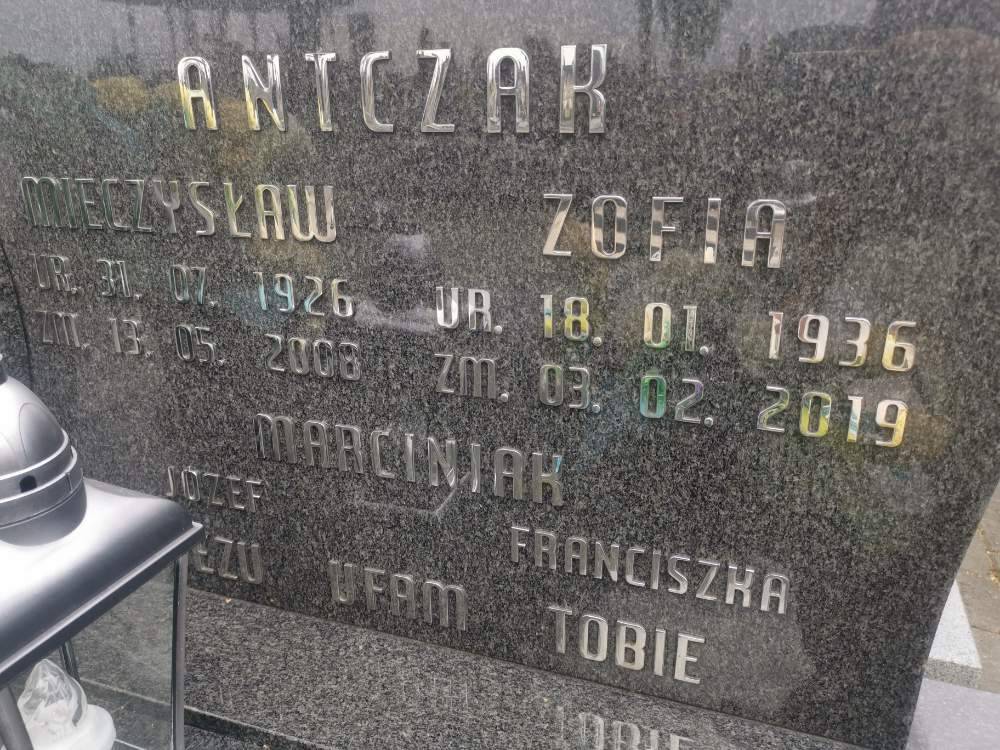 ANTCZAK
MIECZYSŁAW ZOFIA
UR. 31. 07. 1926 UR. 18. 01. 1936
ZM. 13. 05. 2008 ZM. 03. 02. 2019
MARCINIAK
JÓZEF FRANCISZKA
UFAM TOBIE